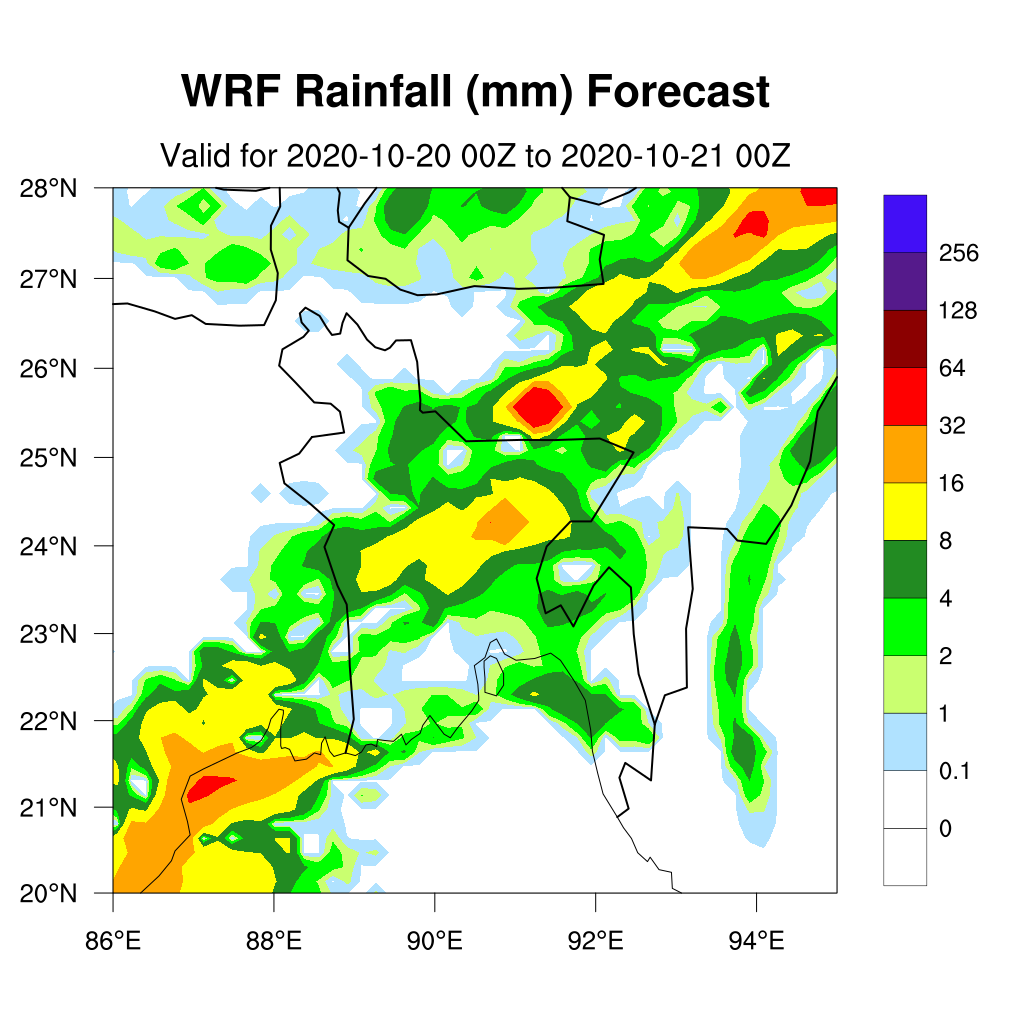 WRF Rainfall (mm) Forecast
Valid for 2020-10-20 00Z to 2020-10-21 00Z
28°N
27°N
26°N
25°N
24°N
23°N
22°N
21°N
20°N
86°E 88°E 90°E 92°E 94°E
256
128
64
32
16
8
4
2
1
0.1
0